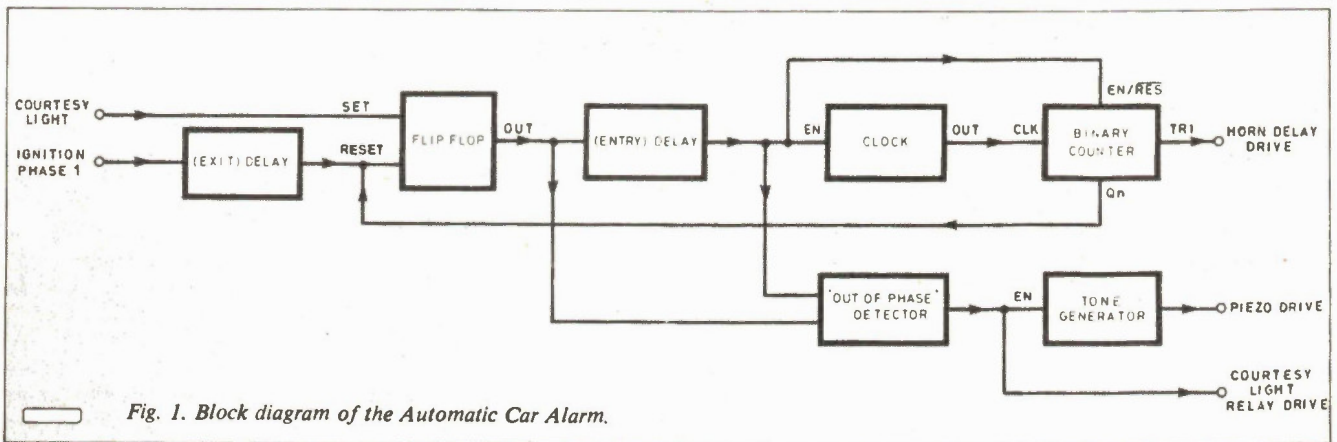 COURTESY
LIGHT
IGNITION
PHASE 1
(EXIT) DELAY
SET
RESET
FLIP FLOP
OUT
(ENTRY) DELAY
EN
CLOCK
OUT
CLK
EN/RES
BINARY
COUNTER
TR1
Qn
HORN DELAY
DRIVE
'OUT OF PHASE'
DETECTOR
EN
TONE
GENERATOR
PIEZO DRIVE
COURTESY
LIGHT
RELAY DRIVE
Fig. 1. Block diagram of the Automatic Car Alarm.